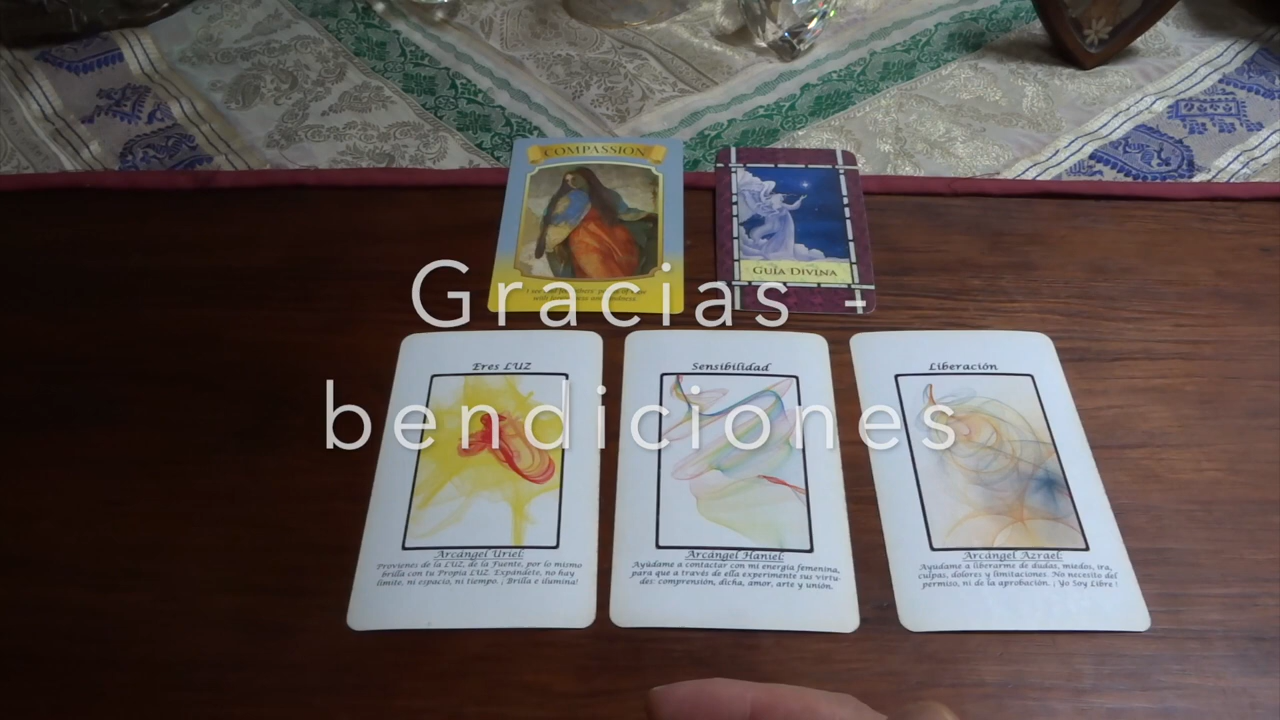 COMPASSION
GUÍA DIVINA
with
Gracias -
bendiciones
Eres LUZ
Arcángel Uriel:
Provienes de la LUZ, de la Fuente, por lo mismo
brilla con tu Propia LUZ. Expándete, no hay
límite, ni espacio, ni tiempo. ¡ Brilla e ilumina!
Sensibilidad
Arcángel Haniel:
Ayúdame a contactar con mi energía femenina,
para que a través de ella experimente sus virtu-
des: comprensión, dicha, amor, arte y unión.
Liberación
Arcángel Azrael:
Ayúdame a liberarme de dudas, miedos, ira,
culpas, dolores y limitaciones. No necesito del
permiso, ni de la aprobación. ¡ Yo Soy Libre !